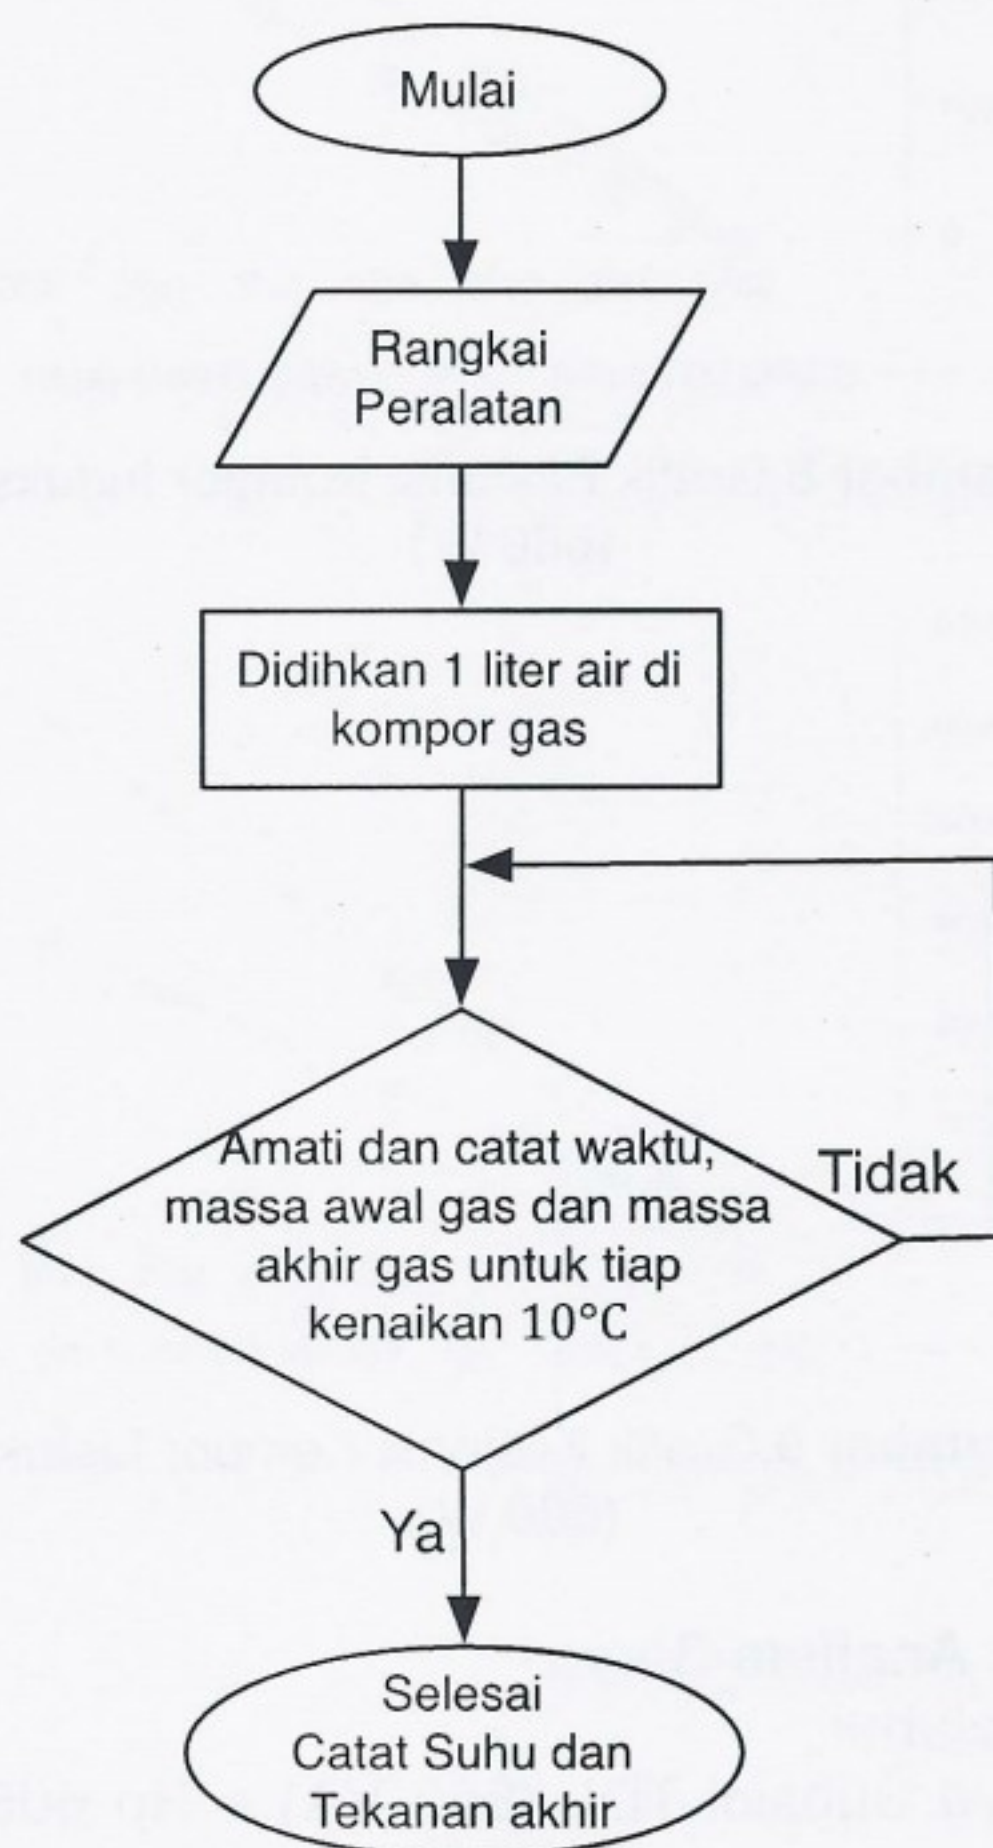 Mulai
Rangkai
Peralatan
Didihkan 1 liter air di
kompor gas
Amati dan catat waktu,
massa awal gas dan massa
akhir gas untuk tiap
kenaikan 10°C
Tidak
Ya
Selesai
Catat Suhu dan
Tekanan akhir